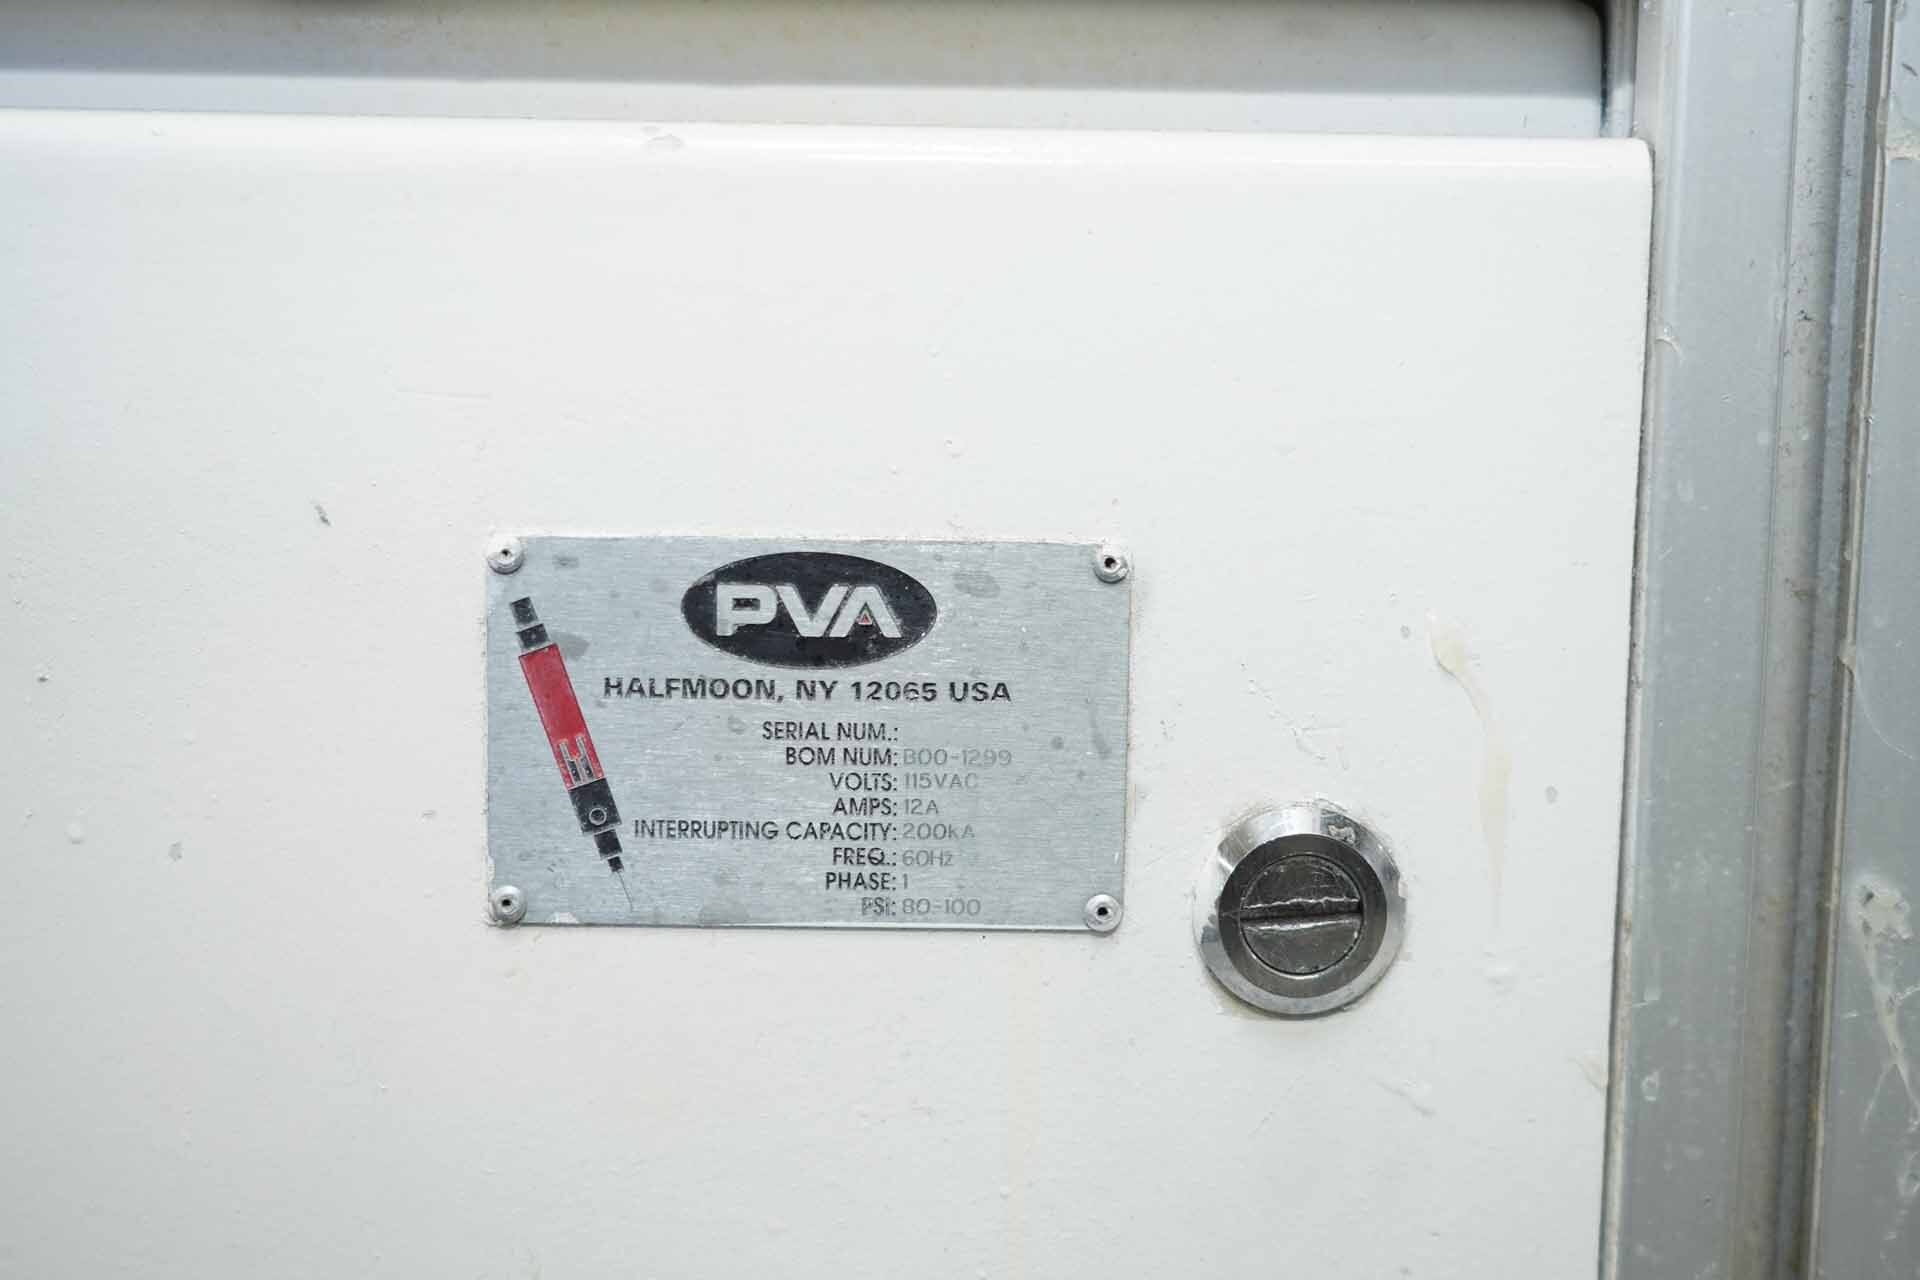 PVA
HALFMOON, NY 12065 USA
SERIAL NUM.:
BOM NUM: B00-1299
VOLTS: 115VAC
AMPS: 12A
INTERRUPTING CAPACITY: 200kA
FREQ.: 60Hz
PHASE: 1
PSI: 80-100